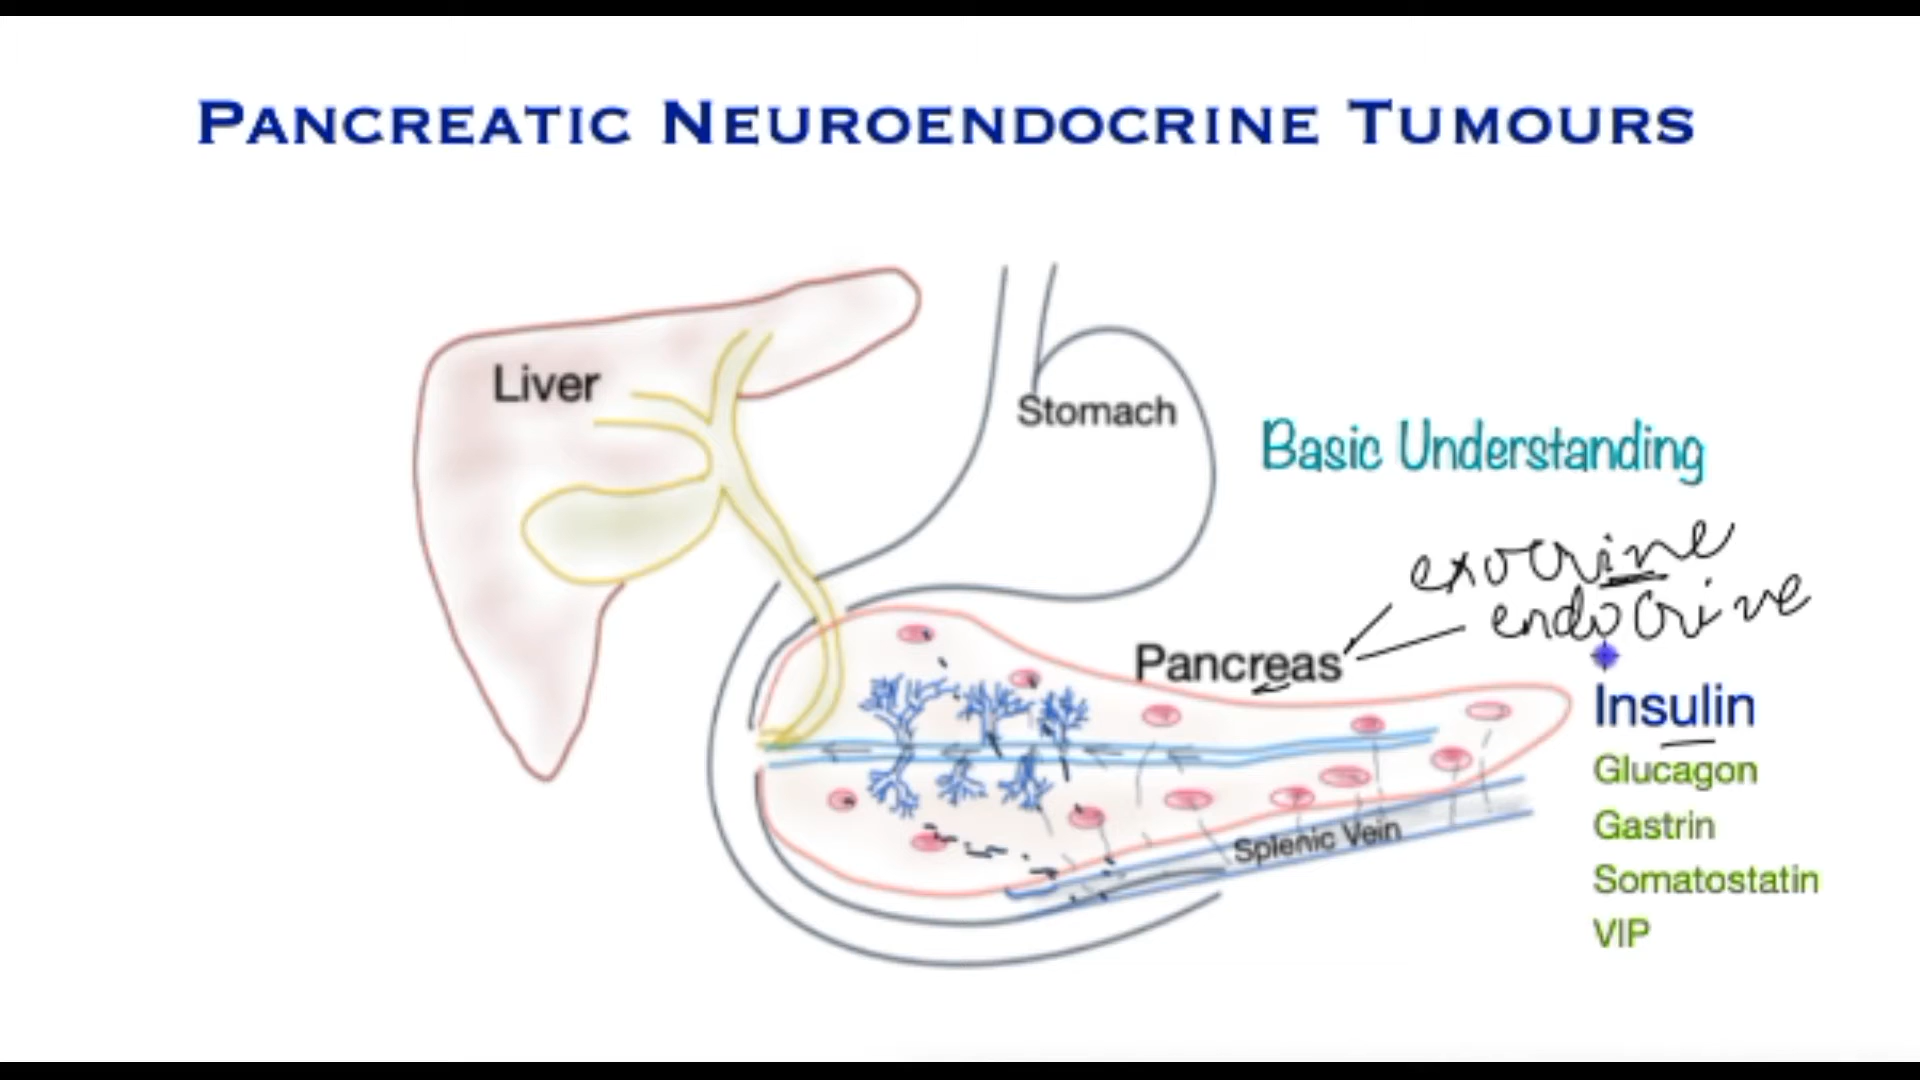 PANCREATIC NEUROENDOCRINE TUMOURS
Liver
Stomach
Basic Understanding
exocrine
endocrine
Pancreas
Insulin
Glucagon
Splenic Vein
Gastrin
Somatostatin
VIP